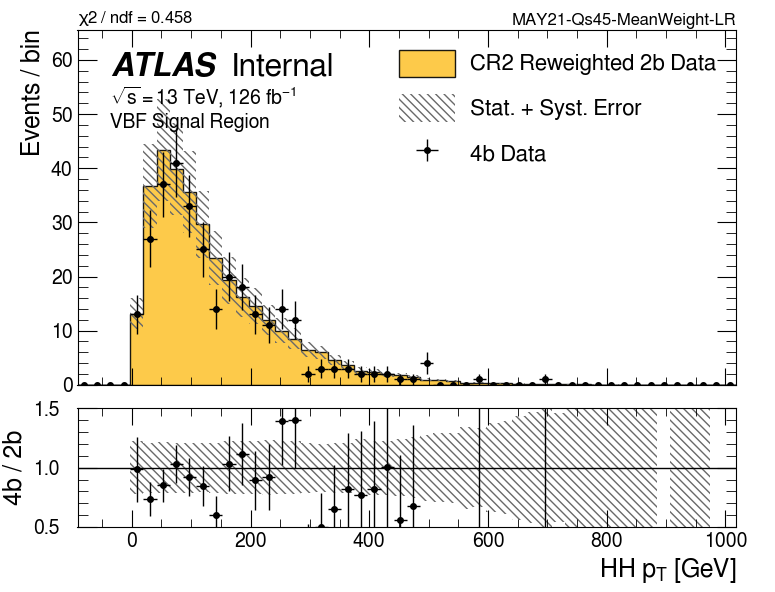 χ² / ndf = 0.458
MAY21-Qs45-MeanWeight-LR
ATLAS Internal
√s = 13 TeV, 126 fb⁻¹
VBF Signal Region
CR2 Reweighted 2b Data
Stat. + Syst. Error
4b Data
Events / bin
60
50
40
30
20
10
0
4b / 2b
1.5
1.0
0.5
0 200 400 600 800 1000
HH p_T [GeV]